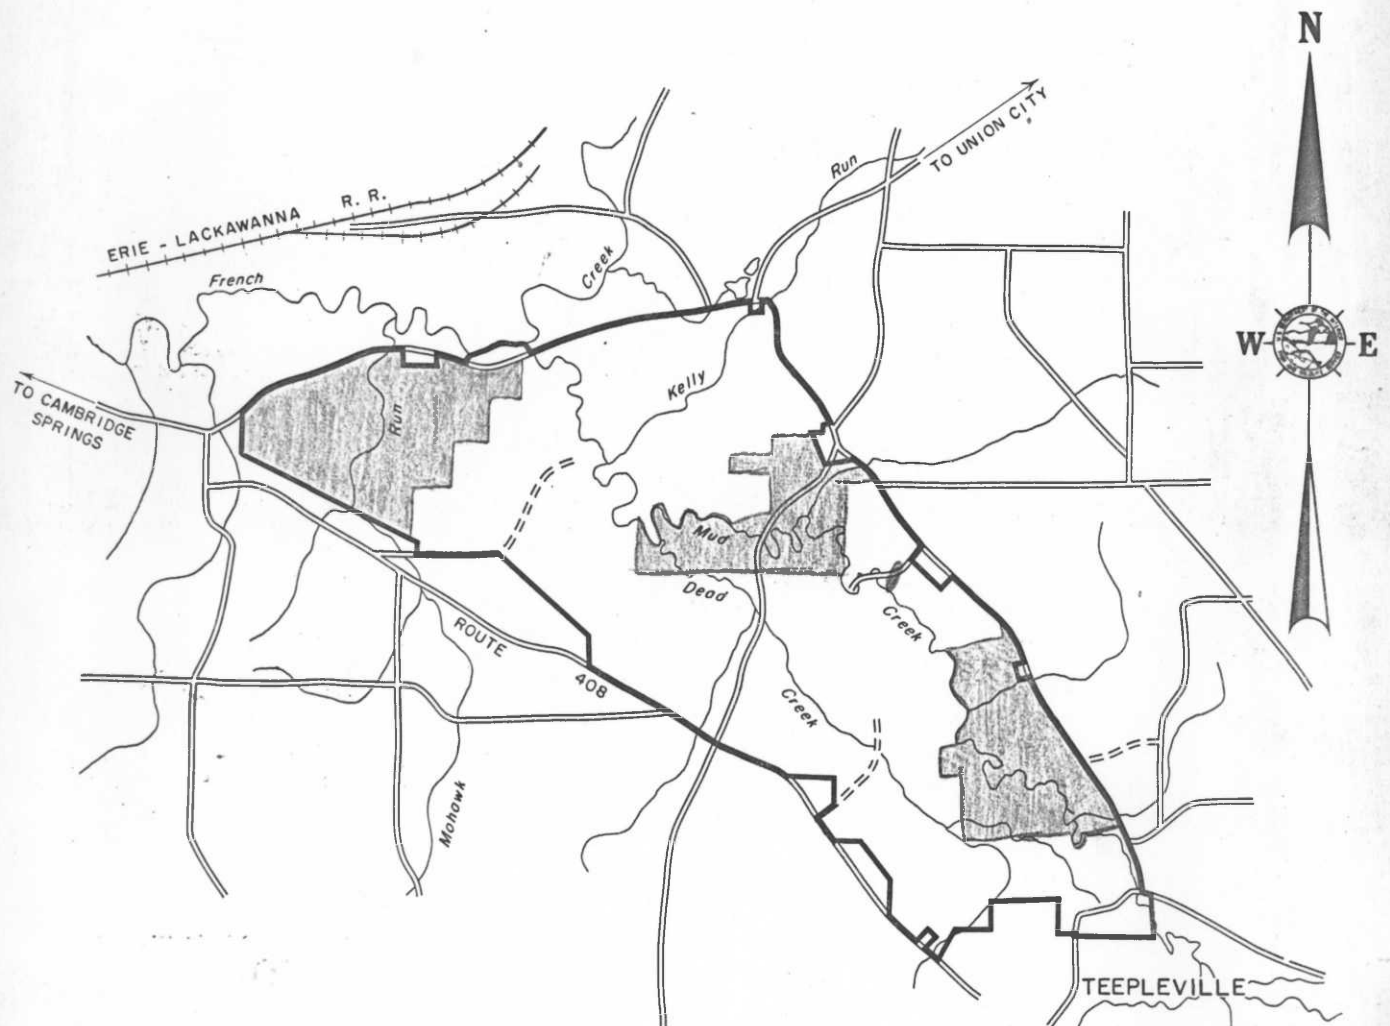 N
TO UNION CITY
Run
ERIE - LACKAWANNA R. R.
French
Creek
W E
Kelly
TO CAMBRIDGE
SPRINGS
Run
Mud
Dead
Creek
ROUTE
408
Creek
Mohawk
TEEPLEVILLE